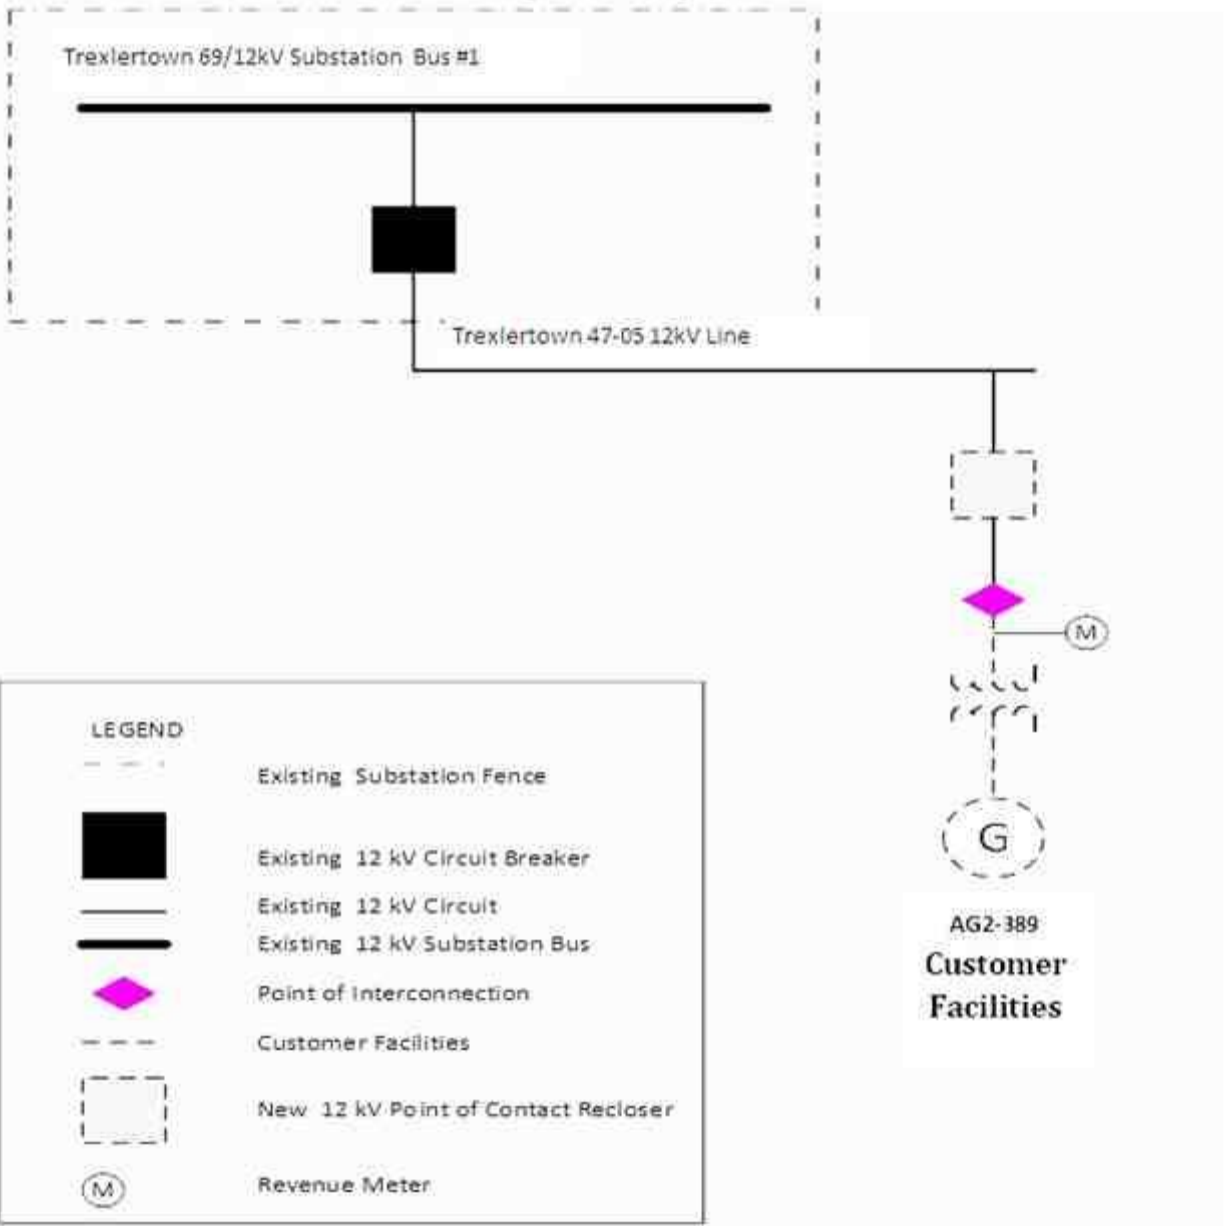 Trexlertown 69/12kV Substation Bus #1
Trexlertown 47-05 12kV Line
M
G
AG2-389
Customer
Facilities
LEGEND
Existing Substation Fence
Existing 12 kV Circuit Breaker
Existing 12 kV Circuit
Existing 12 kV Substation Bus
Point of Interconnection
Customer Facilities
New 12 kV Point of Contact Recloser
M
Revenue Meter